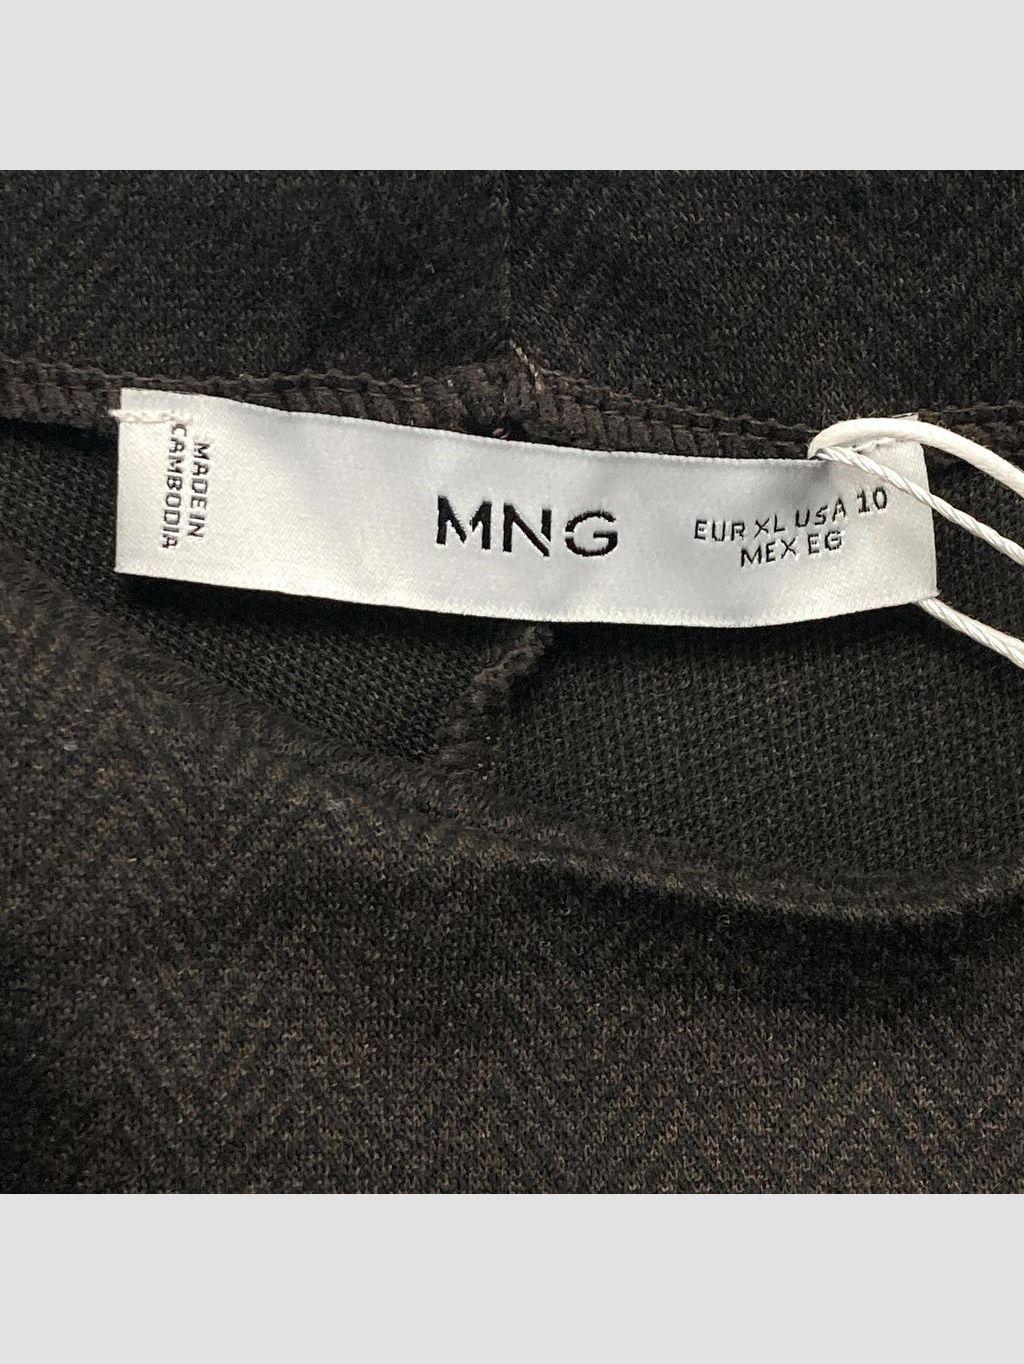 MADE IN
CAMBODIA
MNG
EUR XL USA 10
MEX EG